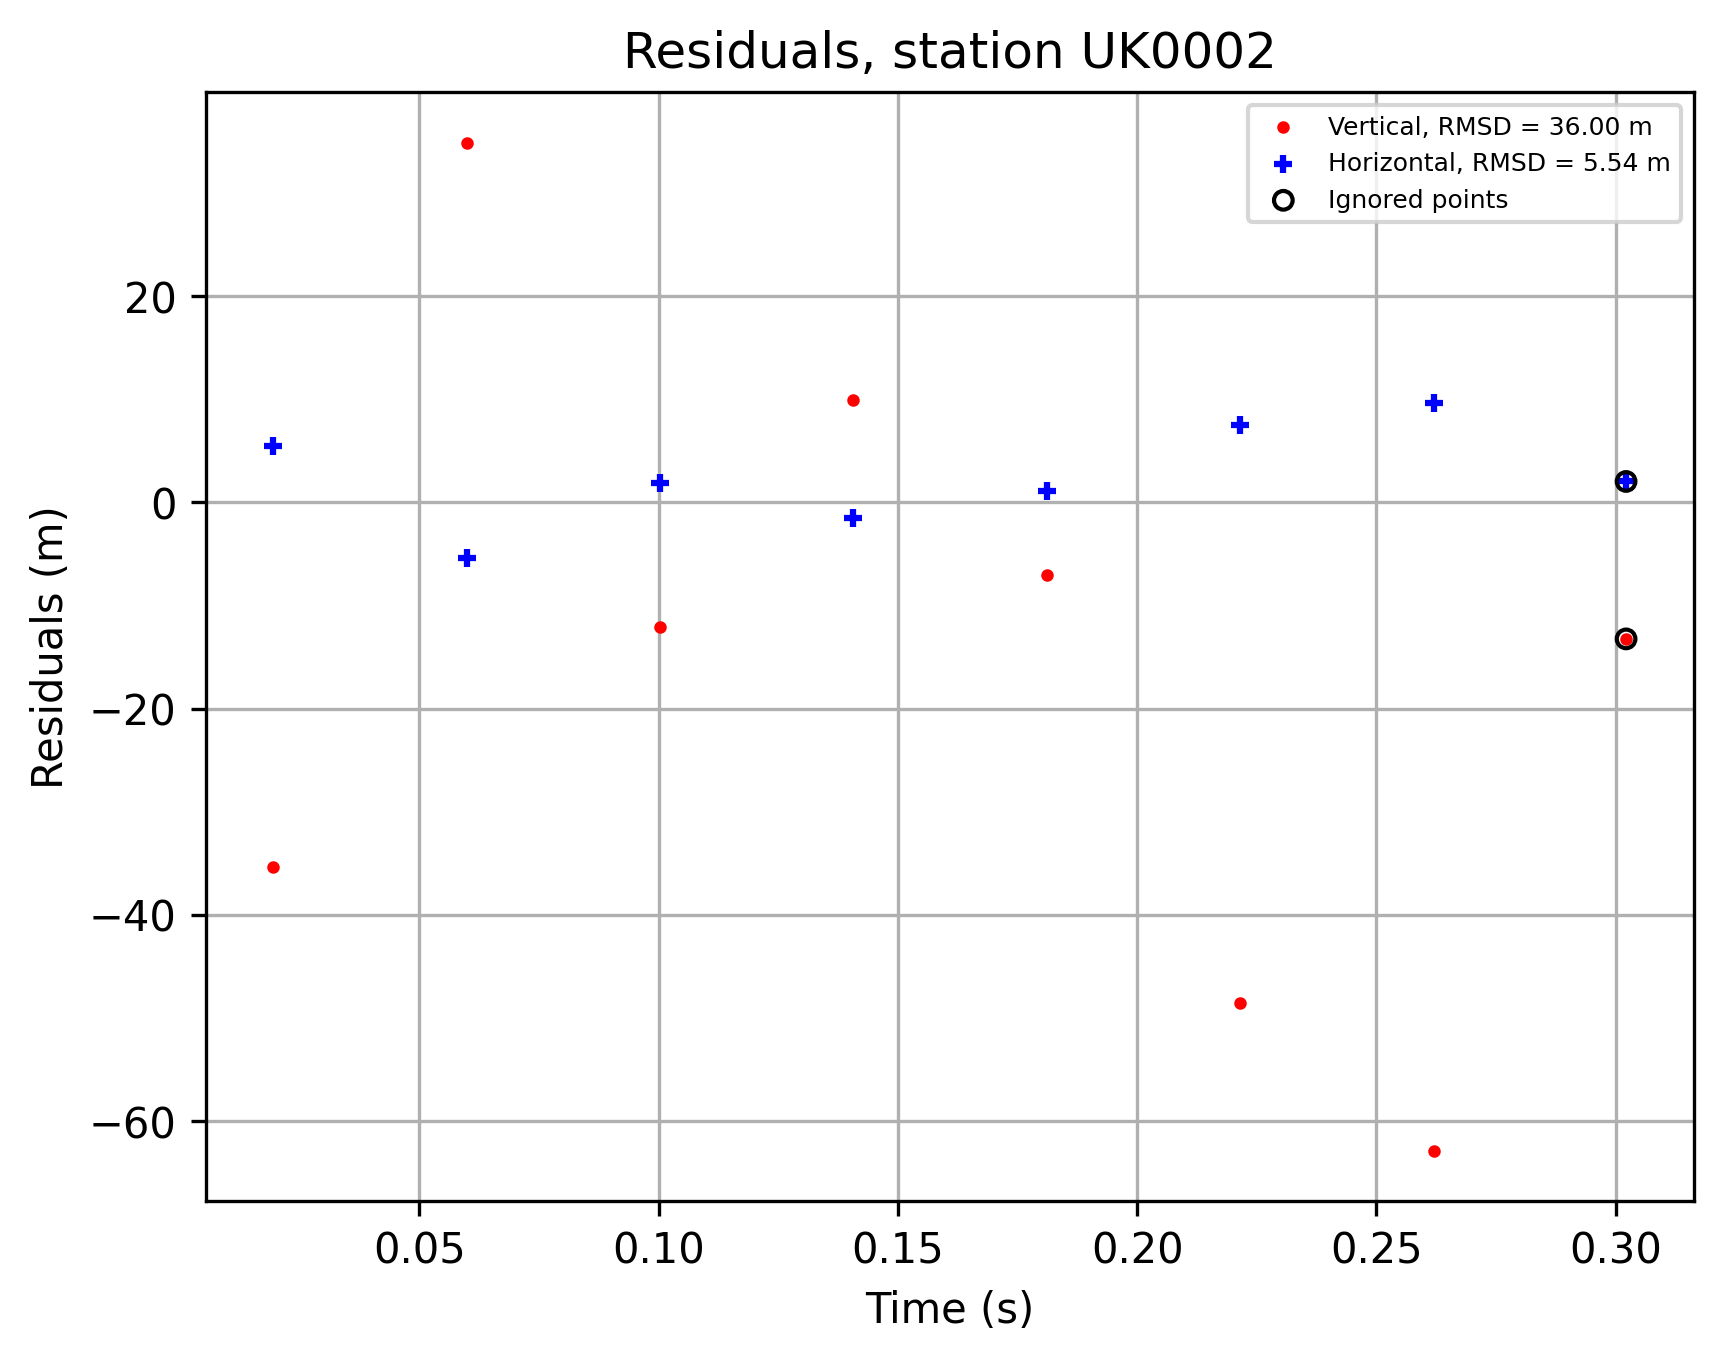 Residuals, station UK0002
Vertical, RMSD = 36.00 m
Horizontal, RMSD = 5.54 m
Ignored points
20
0
−20
−40
−60
Residuals (m)
0.05 0.10 0.15 0.20 0.25 0.30
Time (s)